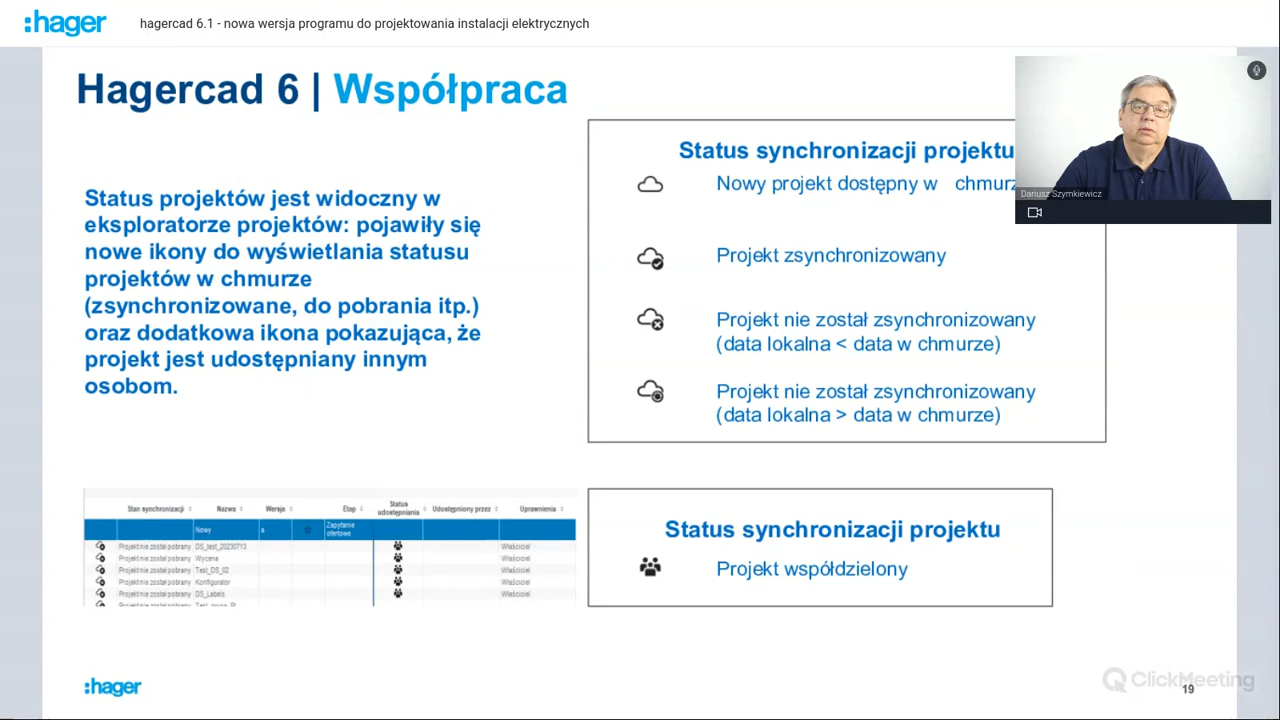 :hager
hagercad 6.1 - nowa wersja programu do projektowania instalacji elektrycznych
Hagercad 6 | Współpraca
Status projektów jest widoczny w
eksploratorze projektów: pojawiły się
nowe ikony do wyświetlania statusu
projektów w chmurze
(zsynchronizowane, do pobrania itp.)
oraz dodatkowa ikona pokazująca, że
projekt jest udostępniany innym
osobom.
Status synchronizacji projektu
Nowy projekt dostępny w chmurz
Projekt zsynchronizowany
Projekt nie został zsynchronizowany
(data lokalna < data w chmurze)
Projekt nie został zsynchronizowany
(data lokalna > data w chmurze)
Dariusz Szymkiewicz
Stan synchronizacji Nazwa Wersja Etap Status udostępniania Udostępniony przez Uprawnienia
Nowy Zapytanie
ofertowe
Projekt nie został pobrany DS_test_20230713 Właściciel
Projekt nie został pobrany Wycena Właściciel
Projekt nie został pobrany Test_DS_02 Właściciel
Projekt nie został pobrany Konfigurator Właściciel
Projekt nie został pobrany DS_Labels Właściciel
Status synchronizacji projektu
Projekt współdzielony
:hager
ClickMeeting
19